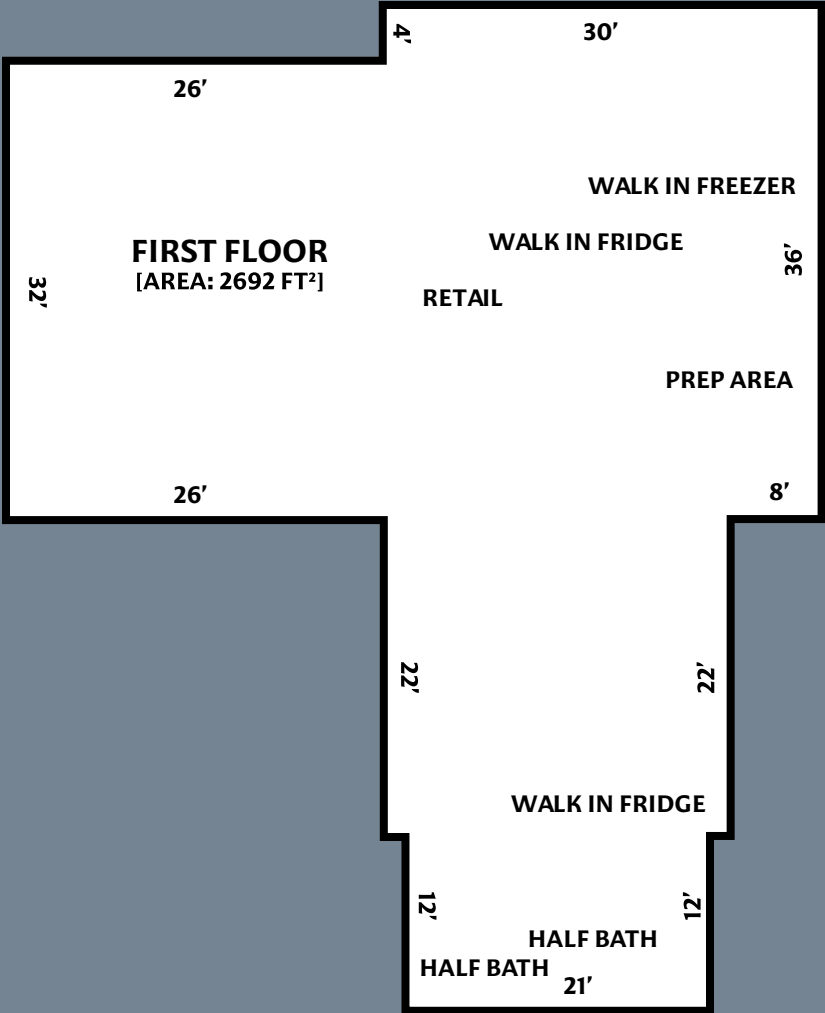 4′
30′
26′
WALK IN FREEZER
WALK IN FRIDGE
FIRST FLOOR
[AREA: 2692 FT²]
36′
32′
RETAIL
PREP AREA
26′
8′
22′
22′
WALK IN FRIDGE
12′
12′
HALF BATH
HALF BATH
21′